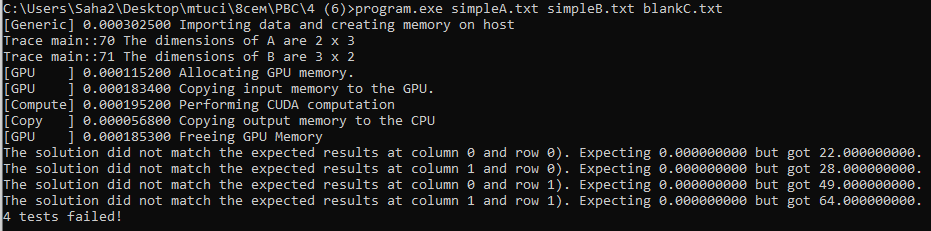 C:\Users\Saha2\Desktop\mtuci\8сем\РВС\4 (6)>program.exe simpleA.txt simpleB.txt blankC.txt
[Generic] 0.000302500 Importing data and creating memory on host
Trace main::70 The dimensions of A are 2 x 3
Trace main::71 The dimensions of B are 3 x 2
[GPU    ] 0.000115200 Allocating GPU memory.
[GPU    ] 0.000183400 Copying input memory to the GPU.
[Compute] 0.000195200 Performing CUDA computation
[Copy   ] 0.000056800 Copying output memory to the CPU
[GPU    ] 0.000185300 Freeing GPU Memory
The solution did not match the expected results at column 0 and row 0). Expecting 0.000000000 but got 22.000000000.
The solution did not match the expected results at column 1 and row 0). Expecting 0.000000000 but got 28.000000000.
The solution did not match the expected results at column 0 and row 1). Expecting 0.000000000 but got 49.000000000.
The solution did not match the expected results at column 1 and row 1). Expecting 0.000000000 but got 64.000000000.
4 tests failed!